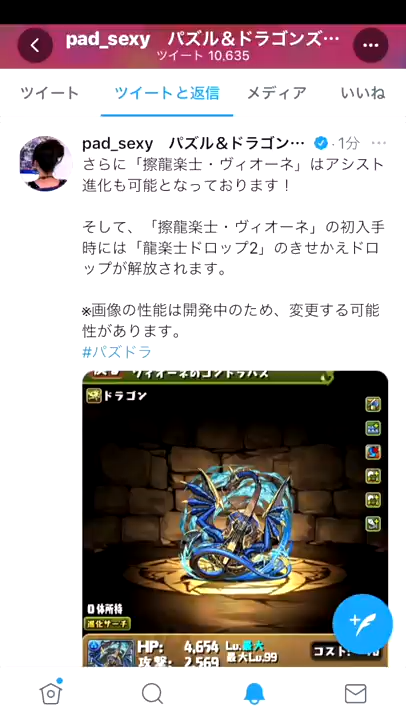 pad_sexy パズル＆ドラゴンズ…
ツイート 10,635
ツイート
ツイートと返信
メディア
いいね
pad_sexy パズル＆ドラゴン… · 1分
さらに「擦龍楽士・ヴィオーネ」はアシスト
進化も可能となっております！
そして、「擦龍楽士・ヴィオーネ」の初入手
時には「龍楽士ドロップ2」のきせかえドロ
ップが解放されます。
※画像の性能は開発中のため、変更する可能
性があります。
#パズドラ
ヴィオーネのコントラバス
ドラゴン
0体所持
進化サーチ
HP: 4,654 Lv.最大
攻撃: 2,569 最大Lv.99
コスト: